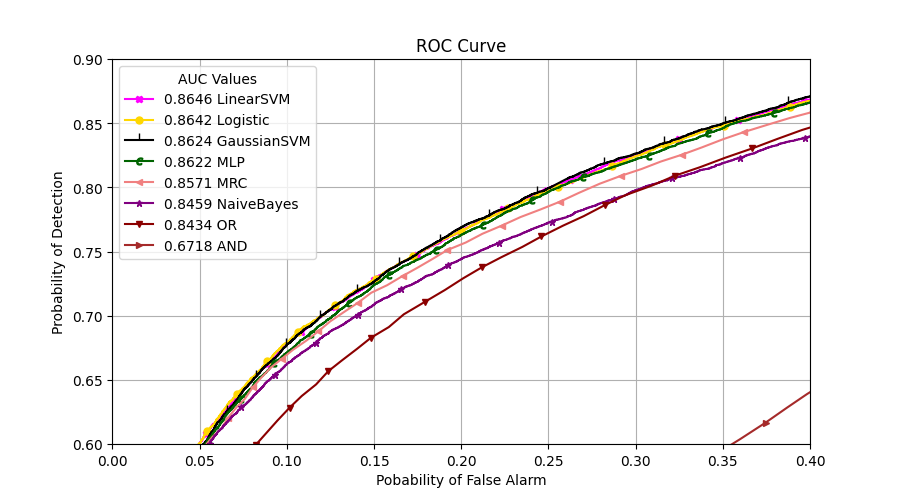 ROC Curve
0.90
0.85
0.80
0.75
0.70
0.65
0.60
Probability of Detection
AUC Values
0.8646 LinearSVM
0.8642 Logistic
0.8624 GaussianSVM
0.8622 MLP
0.8571 MRC
0.8459 NaiveBayes
0.8434 OR
0.6718 AND
0.00 0.05 0.10 0.15 0.20 0.25 0.30 0.35 0.40
Pobability of False Alarm